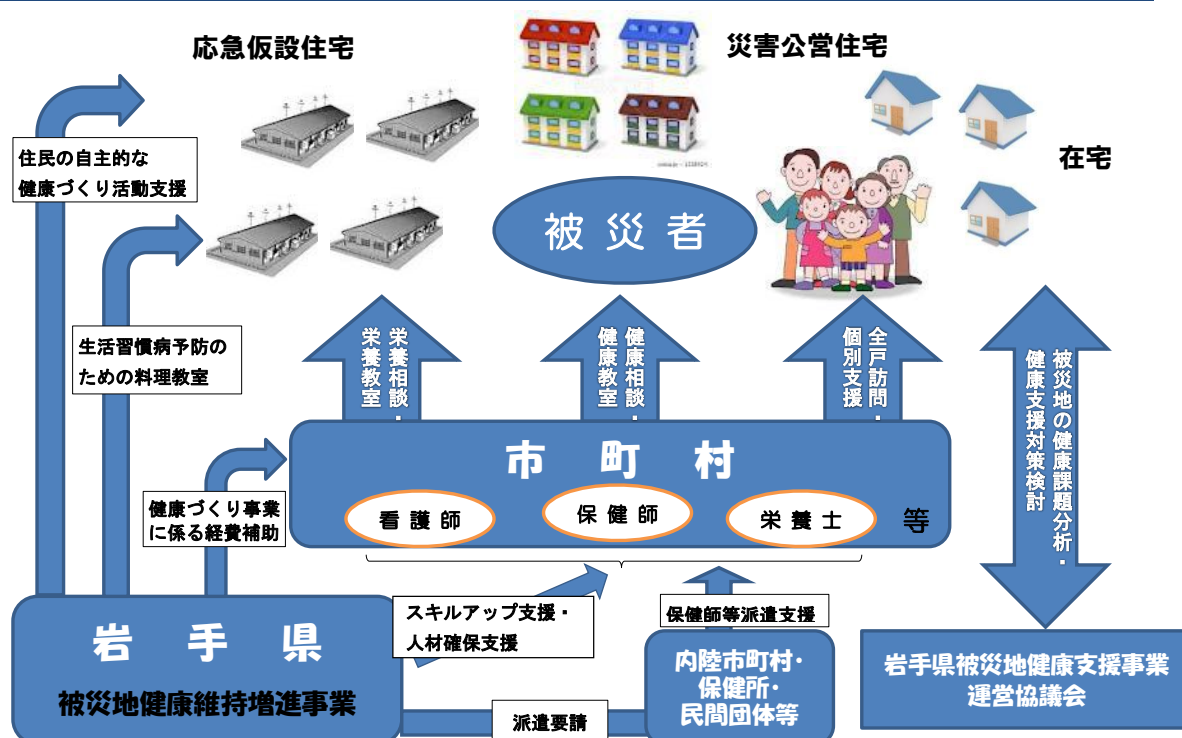 応急仮設住宅
災害公営住宅
在宅
住民の自主的な
健康づくり活動支援
被災者
生活習慣病予防の
ための料理教室
栄養相談・
栄養教室
健康相談・
健康教室
全戸訪問・
個別支援
被災地の健康課題分析・
健康支援対策検討
市町村
看護師
保健師
栄養士
等
健康づくり事業
に係る経費補助
スキルアップ支援・
人材確保支援
保健師等派遣支援
岩手県
被災地健康維持増進事業
派遣要請
内陸市町村・
保健所・
民間団体等
岩手県被災地健康支援事業
運営協議会